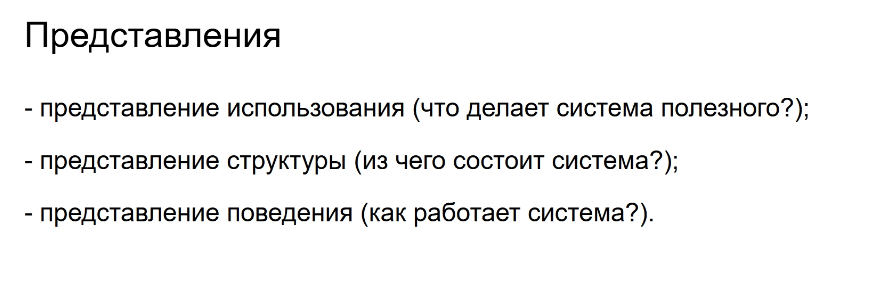 Представления
- представление использования (что делает система полезного?);
- представление структуры (из чего состоит система?);
- представление поведения (как работает система?).